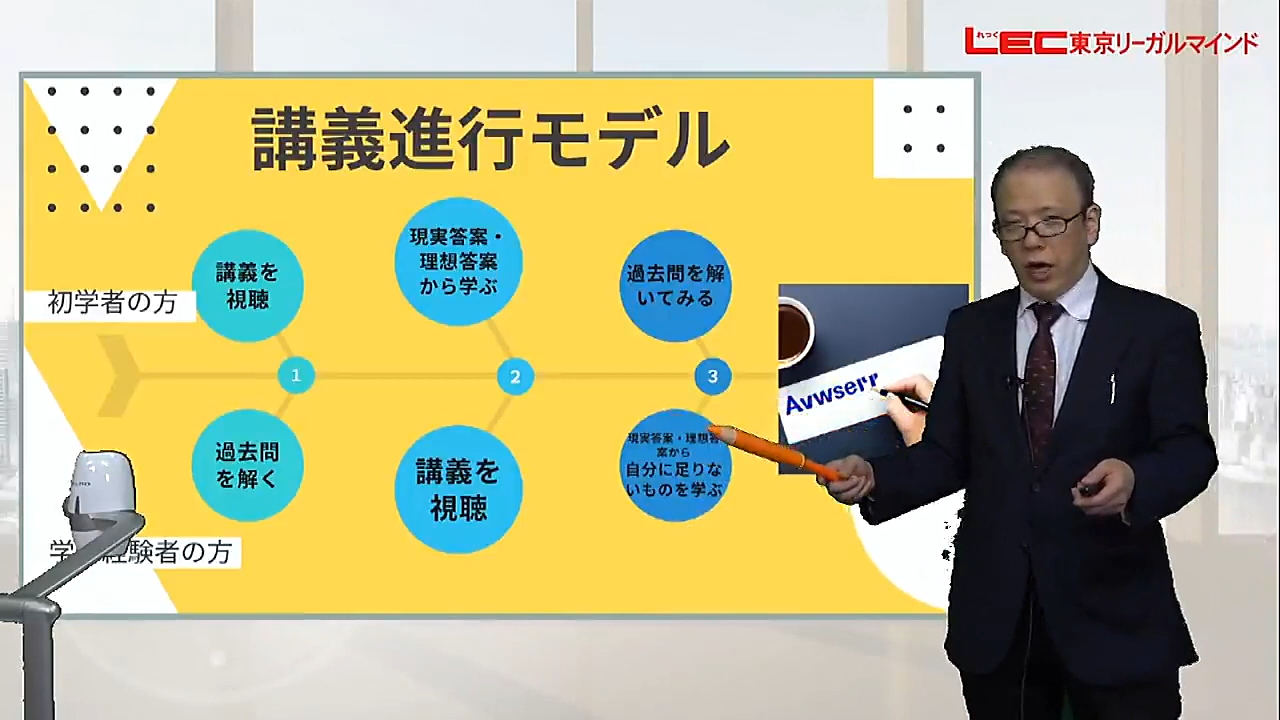 れっく
LEC東京リーガルマインド
講義進行モデル
初学者の方
講義を
視聴
現実答案・
理想答案
から学ぶ
過去問を解
いてみる
1
2
3
過去問
を解く
講義を
視聴
現実答案・理想答
案から
自分に足りな
いものを学ぶ
Avwserr
学
経験者の方